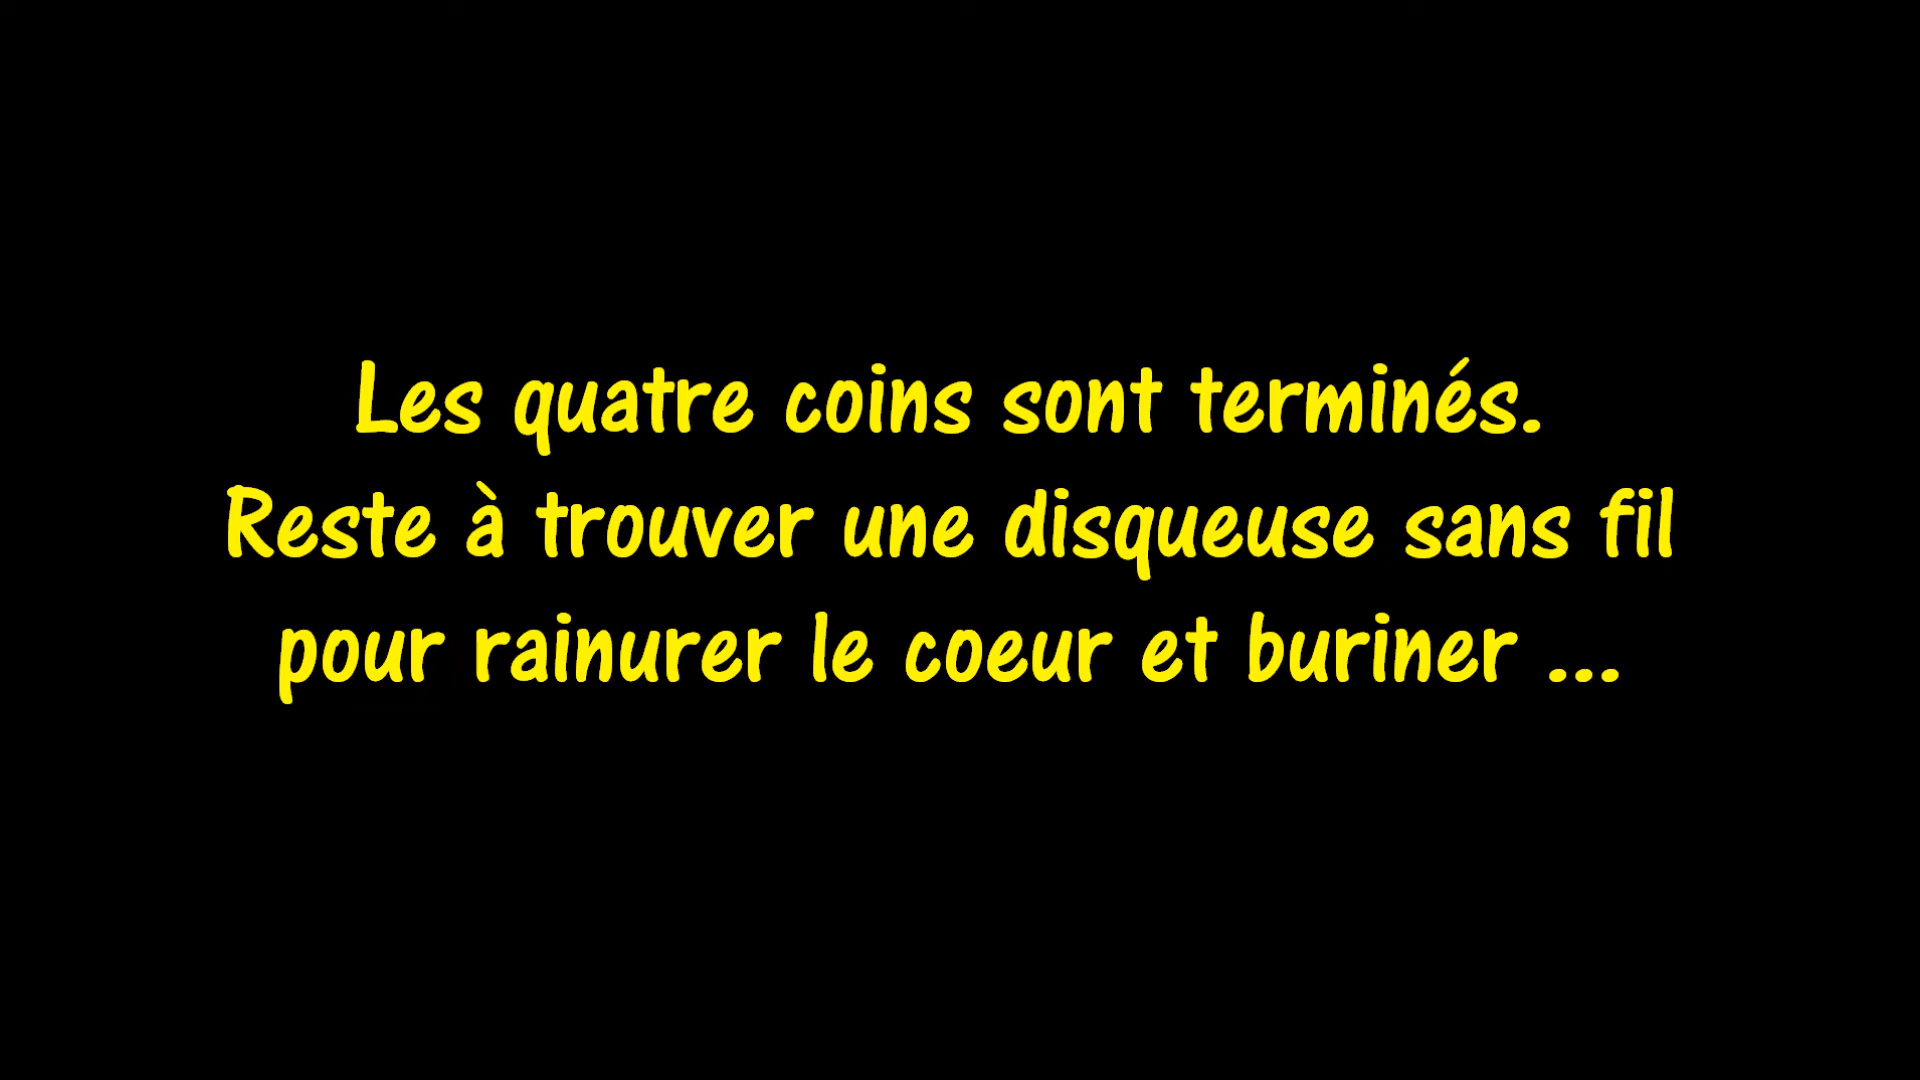 Les quatre coins sont terminés.
Reste à trouver une disqueuse sans fil
pour rainurer le coeur et buriner ...